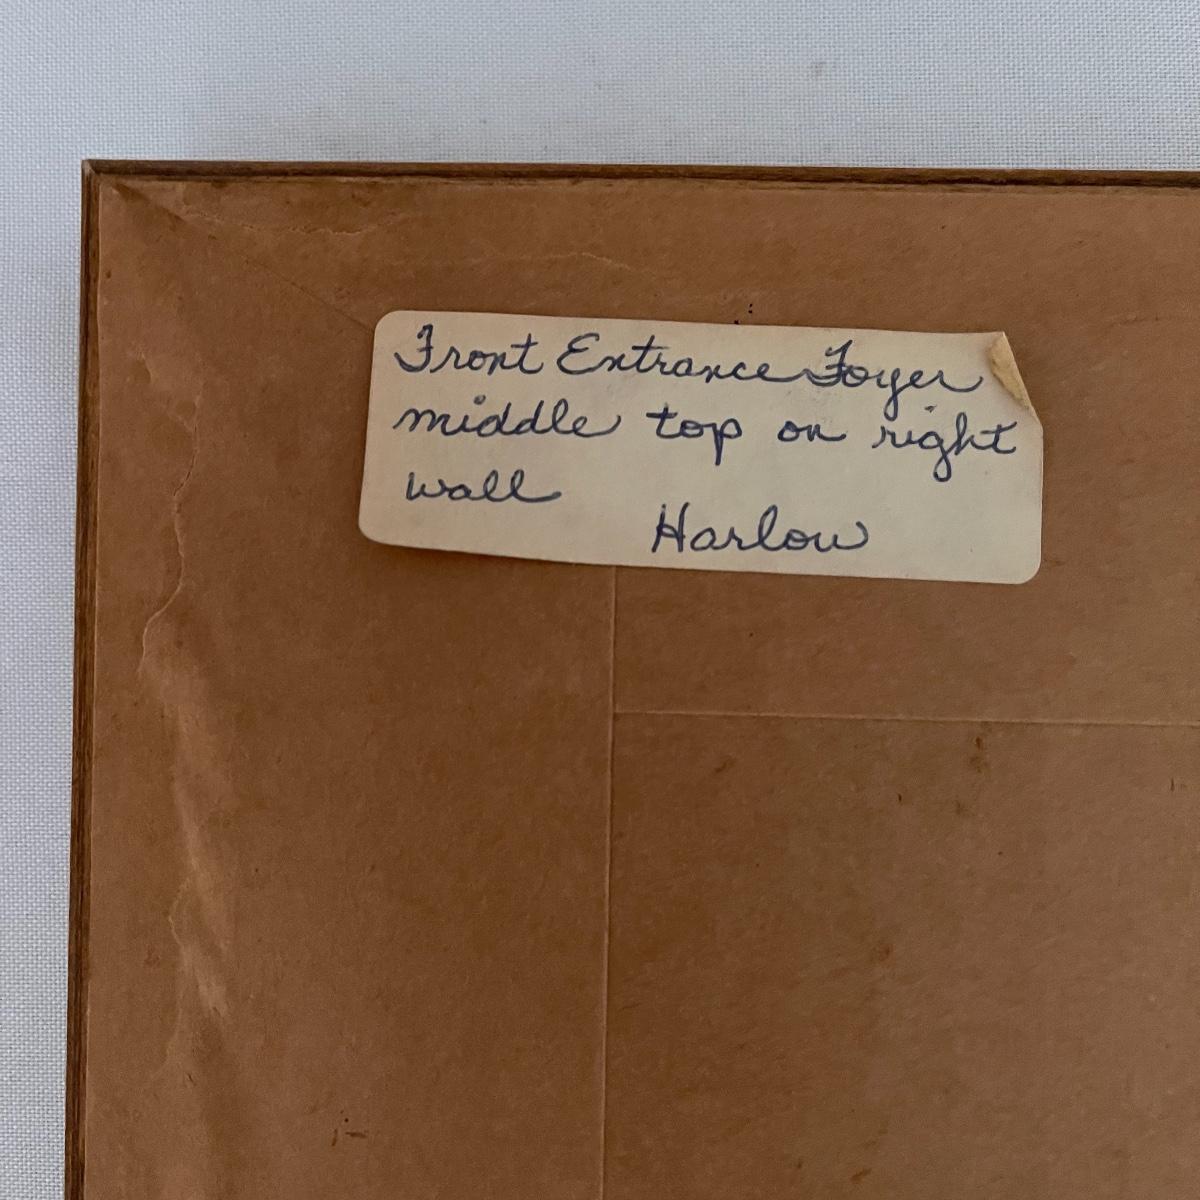 Front Entrance Foyer
middle top on right
wall
Harlow